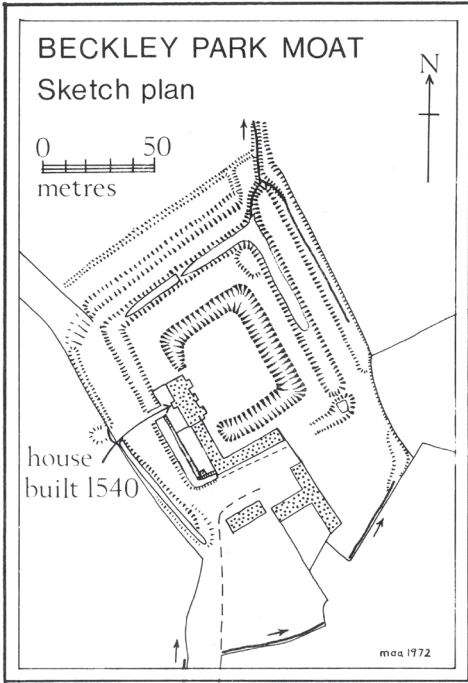 BECKLEY PARK MOAT
Sketch plan
N
0 50
metres
house
built 1540
maa 1972